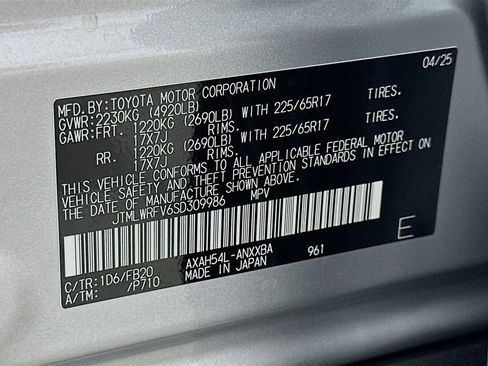 MFD.BY:TOYOTA MOTOR CORPORATION 04/25
GVWR:2230KG (4920LB)
GAWR:FRT. 1220KG (2690LB) WITH 225/65R17 TIRES.
17X7J RIMS.
RR. 1220KG (2690LB) WITH 225/65R17 TIRES.
17X7J RIMS.
THIS VEHICLE CONFORMS TO ALL APPLICABLE FEDERAL MOTOR
VEHICLE SAFETY AND THEFT PREVENTION STANDARDS IN EFFECT ON
THE DATE OF MANUFACTURE SHOWN ABOVE.
JTMLWRFV6SD309986 MPV
E
C/TR:1D6/FB20 AXAH54L-ANXXBA 961
A/TM: /P710 MADE IN JAPAN